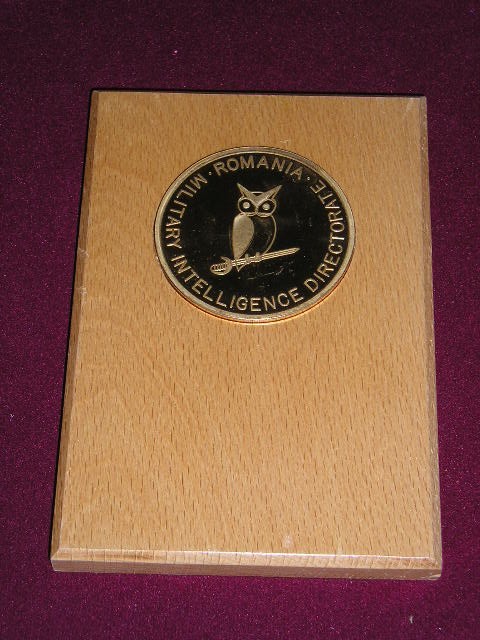 · ROMANIA ·
MILITARY INTELLIGENCE DIRECTORATE